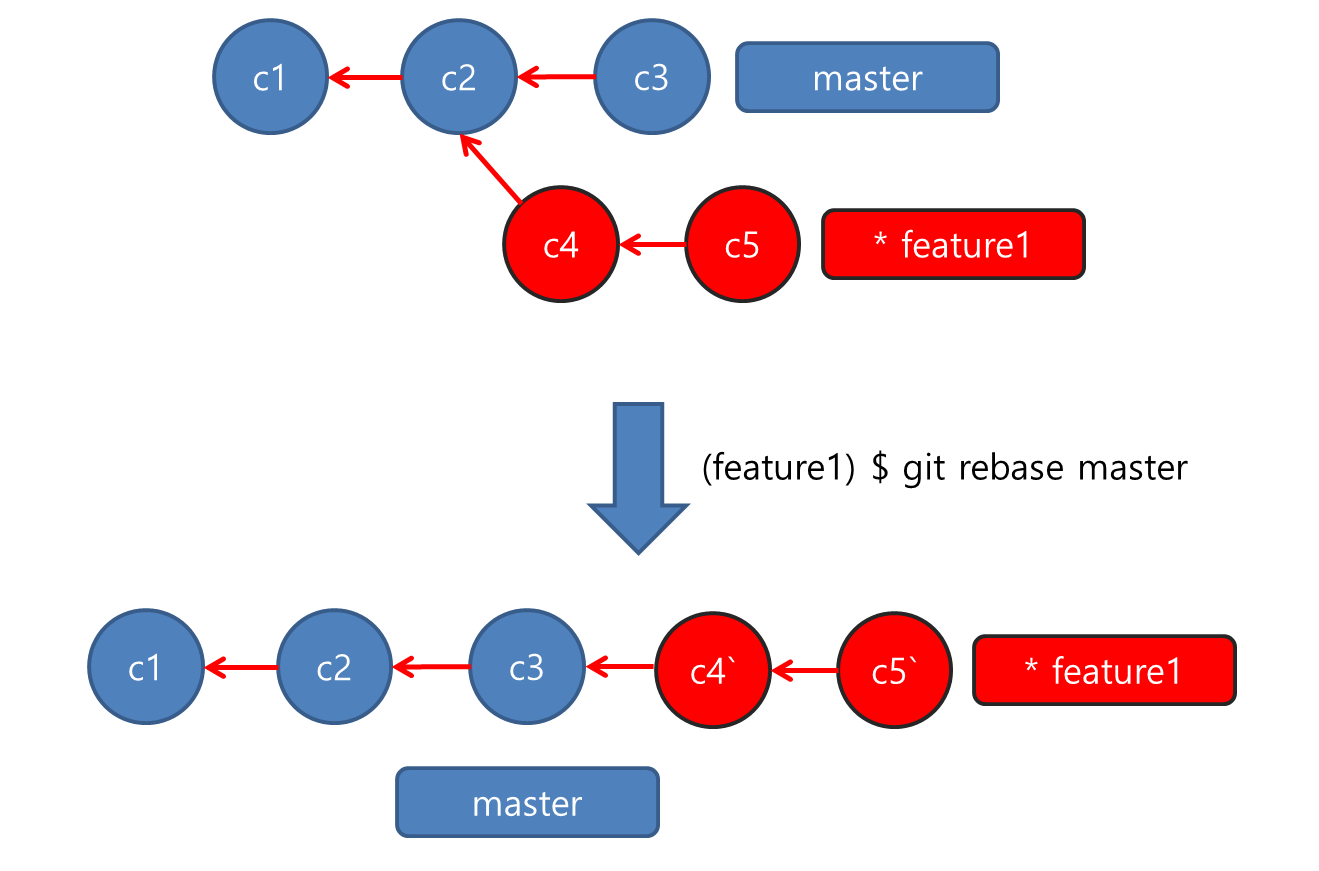 c1
c2
c3
master
c4
c5
* feature1
(feature1) $ git rebase master
c1
c2
c3
c4`
c5`
* feature1
master